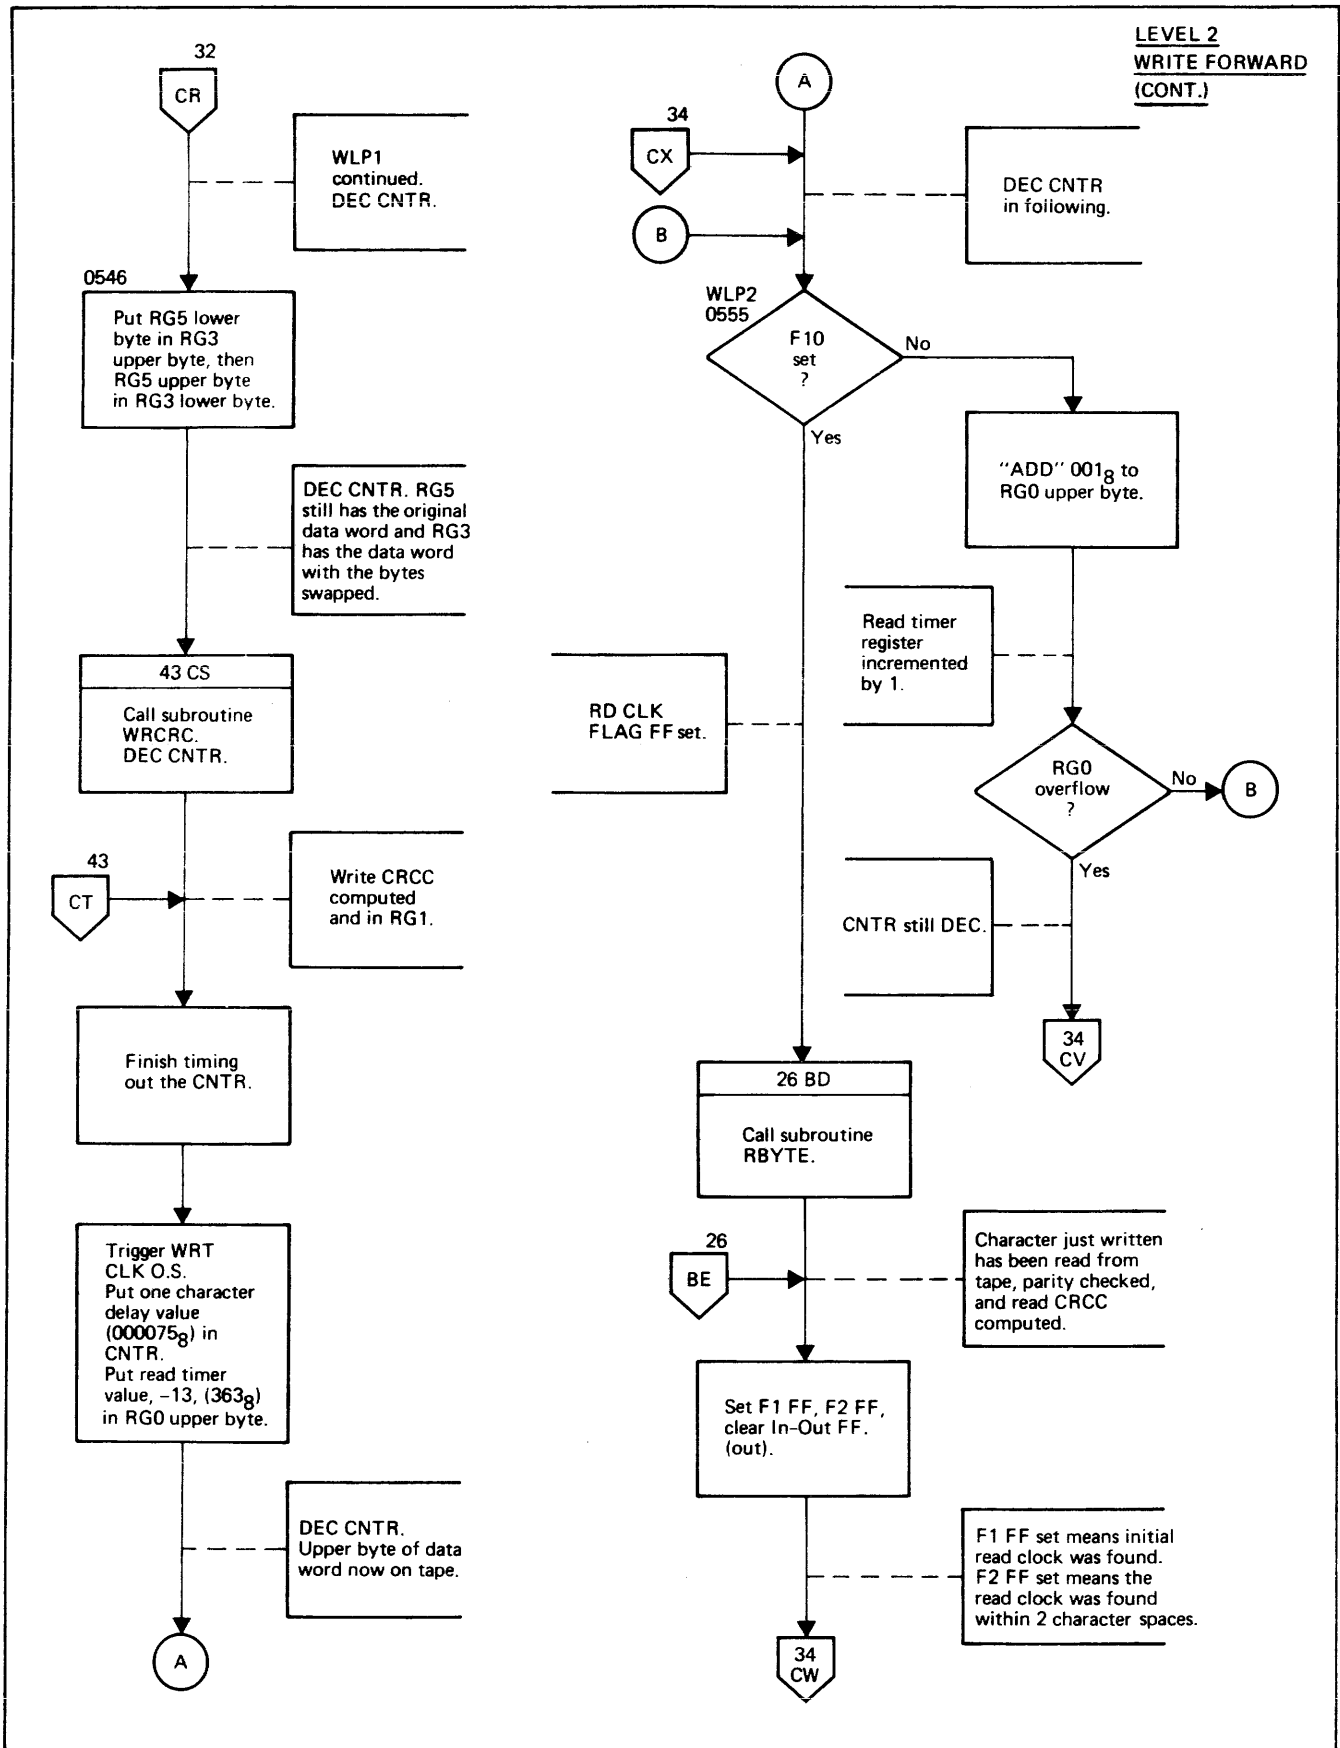 LEVEL 2
WRITE FORWARD
(CONT.)
32
CR
WLP1
continued.
DEC CNTR.
0546
Put RG5 lower
byte in RG3
upper byte, then
RG5 upper byte
in RG3 lower byte.
DEC CNTR. RG5
still has the original
data word and RG3
has the data word
with the bytes
swapped.
43 CS
Call subroutine
WRCRC.
DEC CNTR.
43
CT
Write CRCC
computed
and in RG1.
Finish timing
out the CNTR.
Trigger WRT
CLK O.S.
Put one character
delay value
(000075₈) in
CNTR.
Put read timer
value, –13, (363₈)
in RG0 upper byte.
DEC CNTR.
Upper byte of data
word now on tape.
A
A
34
CX
DEC CNTR
in following.
B
WLP2
0555
F10
set
?
No
Yes
"ADD" 001₈ to
RG0 upper byte.
Read timer
register
incremented
by 1.
RD CLK
FLAG FF set.
RG0
overflow
?
No
B
Yes
CNTR still DEC.
34
CV
26 BD
Call subroutine
RBYTE.
26
BE
Character just written
has been read from
tape, parity checked,
and read CRCC
computed.
Set F1 FF, F2 FF,
clear In-Out FF.
(out).
F1 FF set means initial
read clock was found.
F2 FF set means the
read clock was found
within 2 character spaces.
34
CW